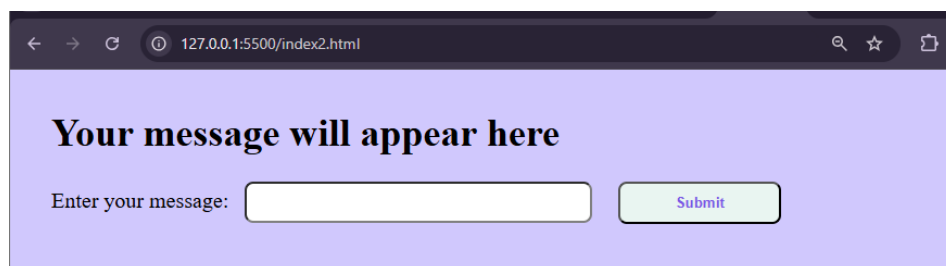 127.0.0.1:5500/index2.html
Your message will appear here
Enter your message:
Submit